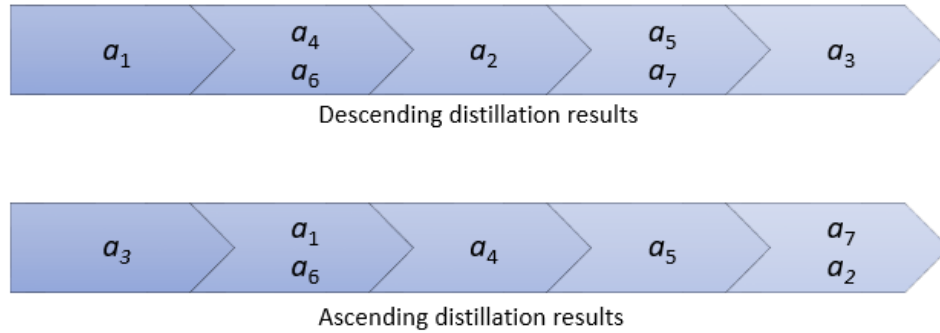 a₁
a₄
a₆
a₂
a₅
a₇
a₃
Descending distillation results
a₃
a₁
a₆
a₄
a₅
a₇
a₂
Ascending distillation results